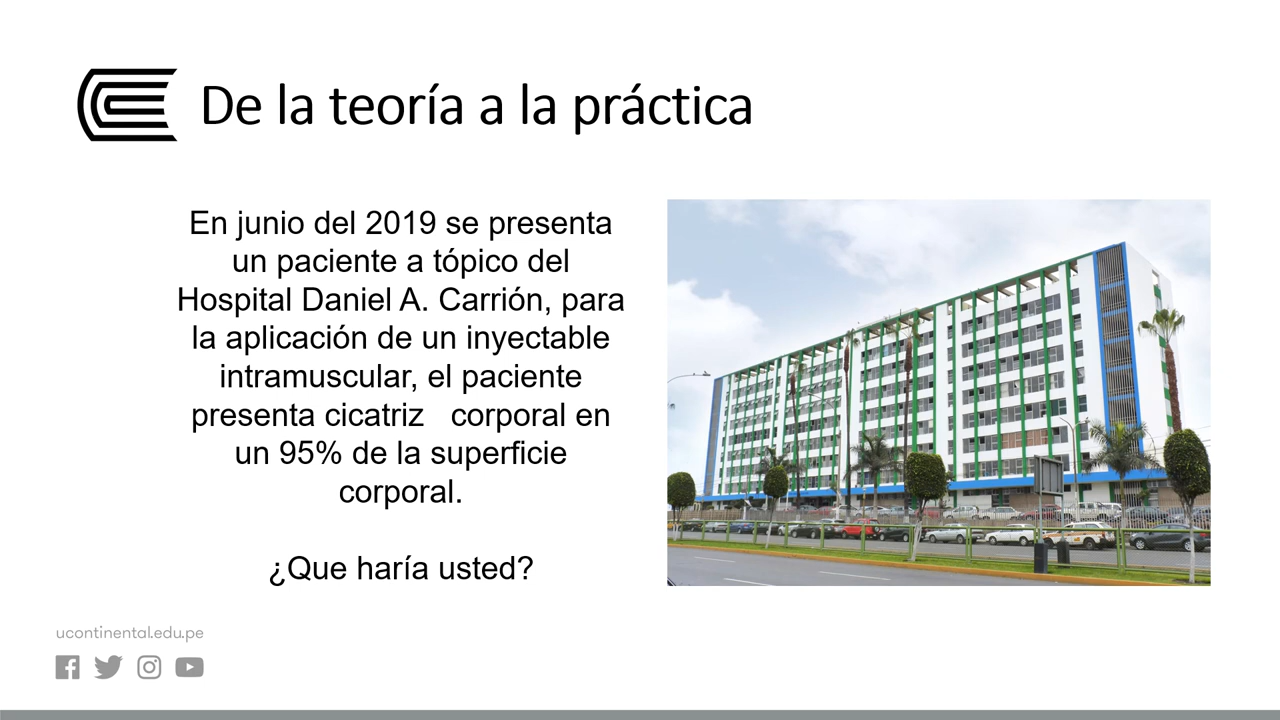 De la teoría a la práctica
En junio del 2019 se presenta
un paciente a tópico del
Hospital Daniel A. Carrión, para
la aplicación de un inyectable
intramuscular, el paciente
presenta cicatriz   corporal en
un 95% de la superficie
corporal.
¿Que haría usted?
ucontinental.edu.pe